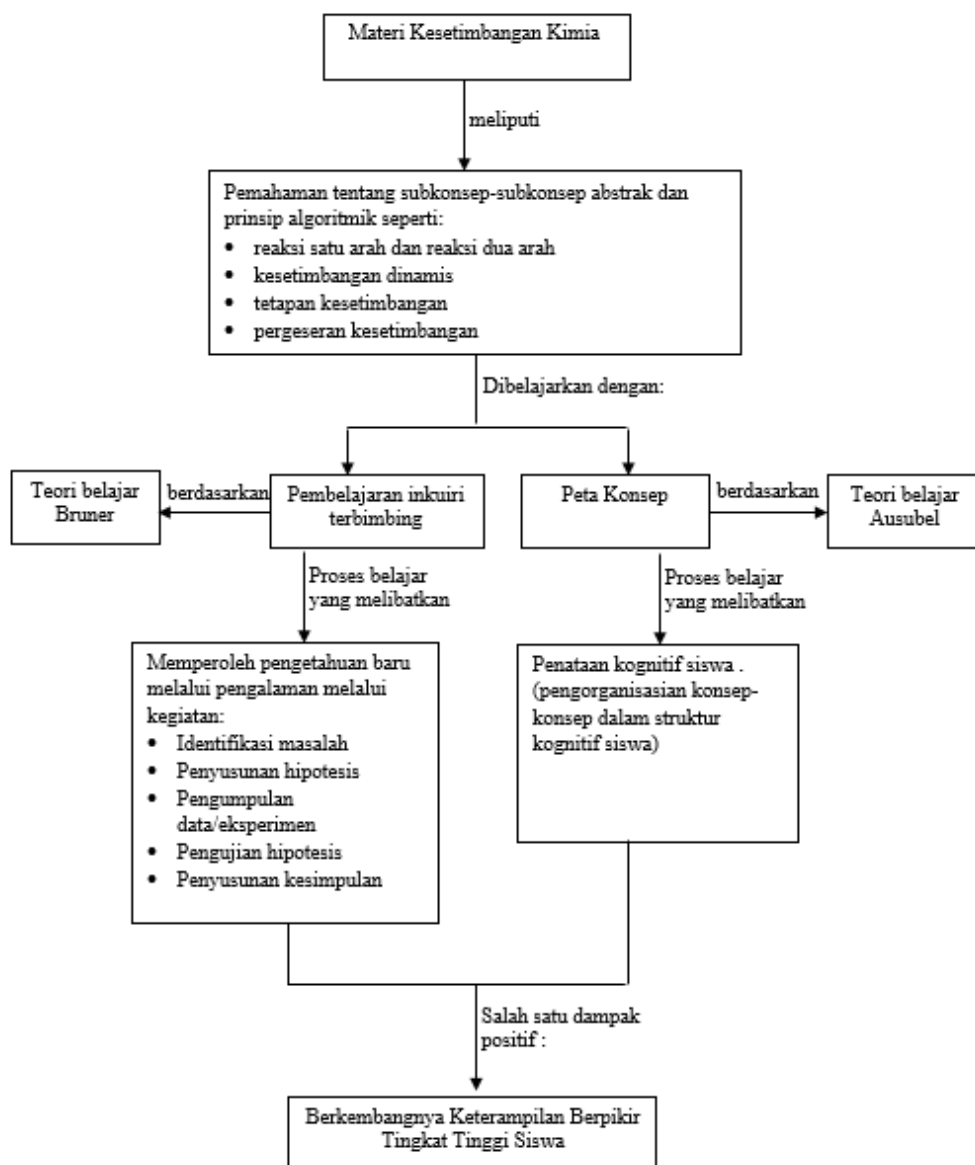 Materi Kesetimbangan Kimia
meliputi
Pemahaman tentang subkonsep-subkonsep abstrak dan
prinsip algoritmik seperti:
• reaksi satu arah dan reaksi dua arah
• kesetimbangan dinamis
• tetapan kesetimbangan
• pergeseran kesetimbangan
Dibelajarkan dengan:
Teori belajar
Bruner
berdasarkan
Pembelajaran inkuiri
terbimbing
Peta Konsep
berdasarkan
Teori belajar
Ausubel
Proses belajar
yang melibatkan
Proses belajar
yang melibatkan
Memperoleh pengetahuan baru
melalui pengalaman melalui
kegiatan:
• Identifikasi masalah
• Penyusunan hipotesis
• Pengumpulan
data/eksperimen
• Pengujian hipotesis
• Penyusunan kesimpulan
Penataan kognitif siswa .
(pengorganisasian konsep-
konsep dalam struktur
kognitif siswa)
Salah satu dampak
positif :
Berkembangnya Keterampilan Berpikir
Tingkat Tinggi Siswa